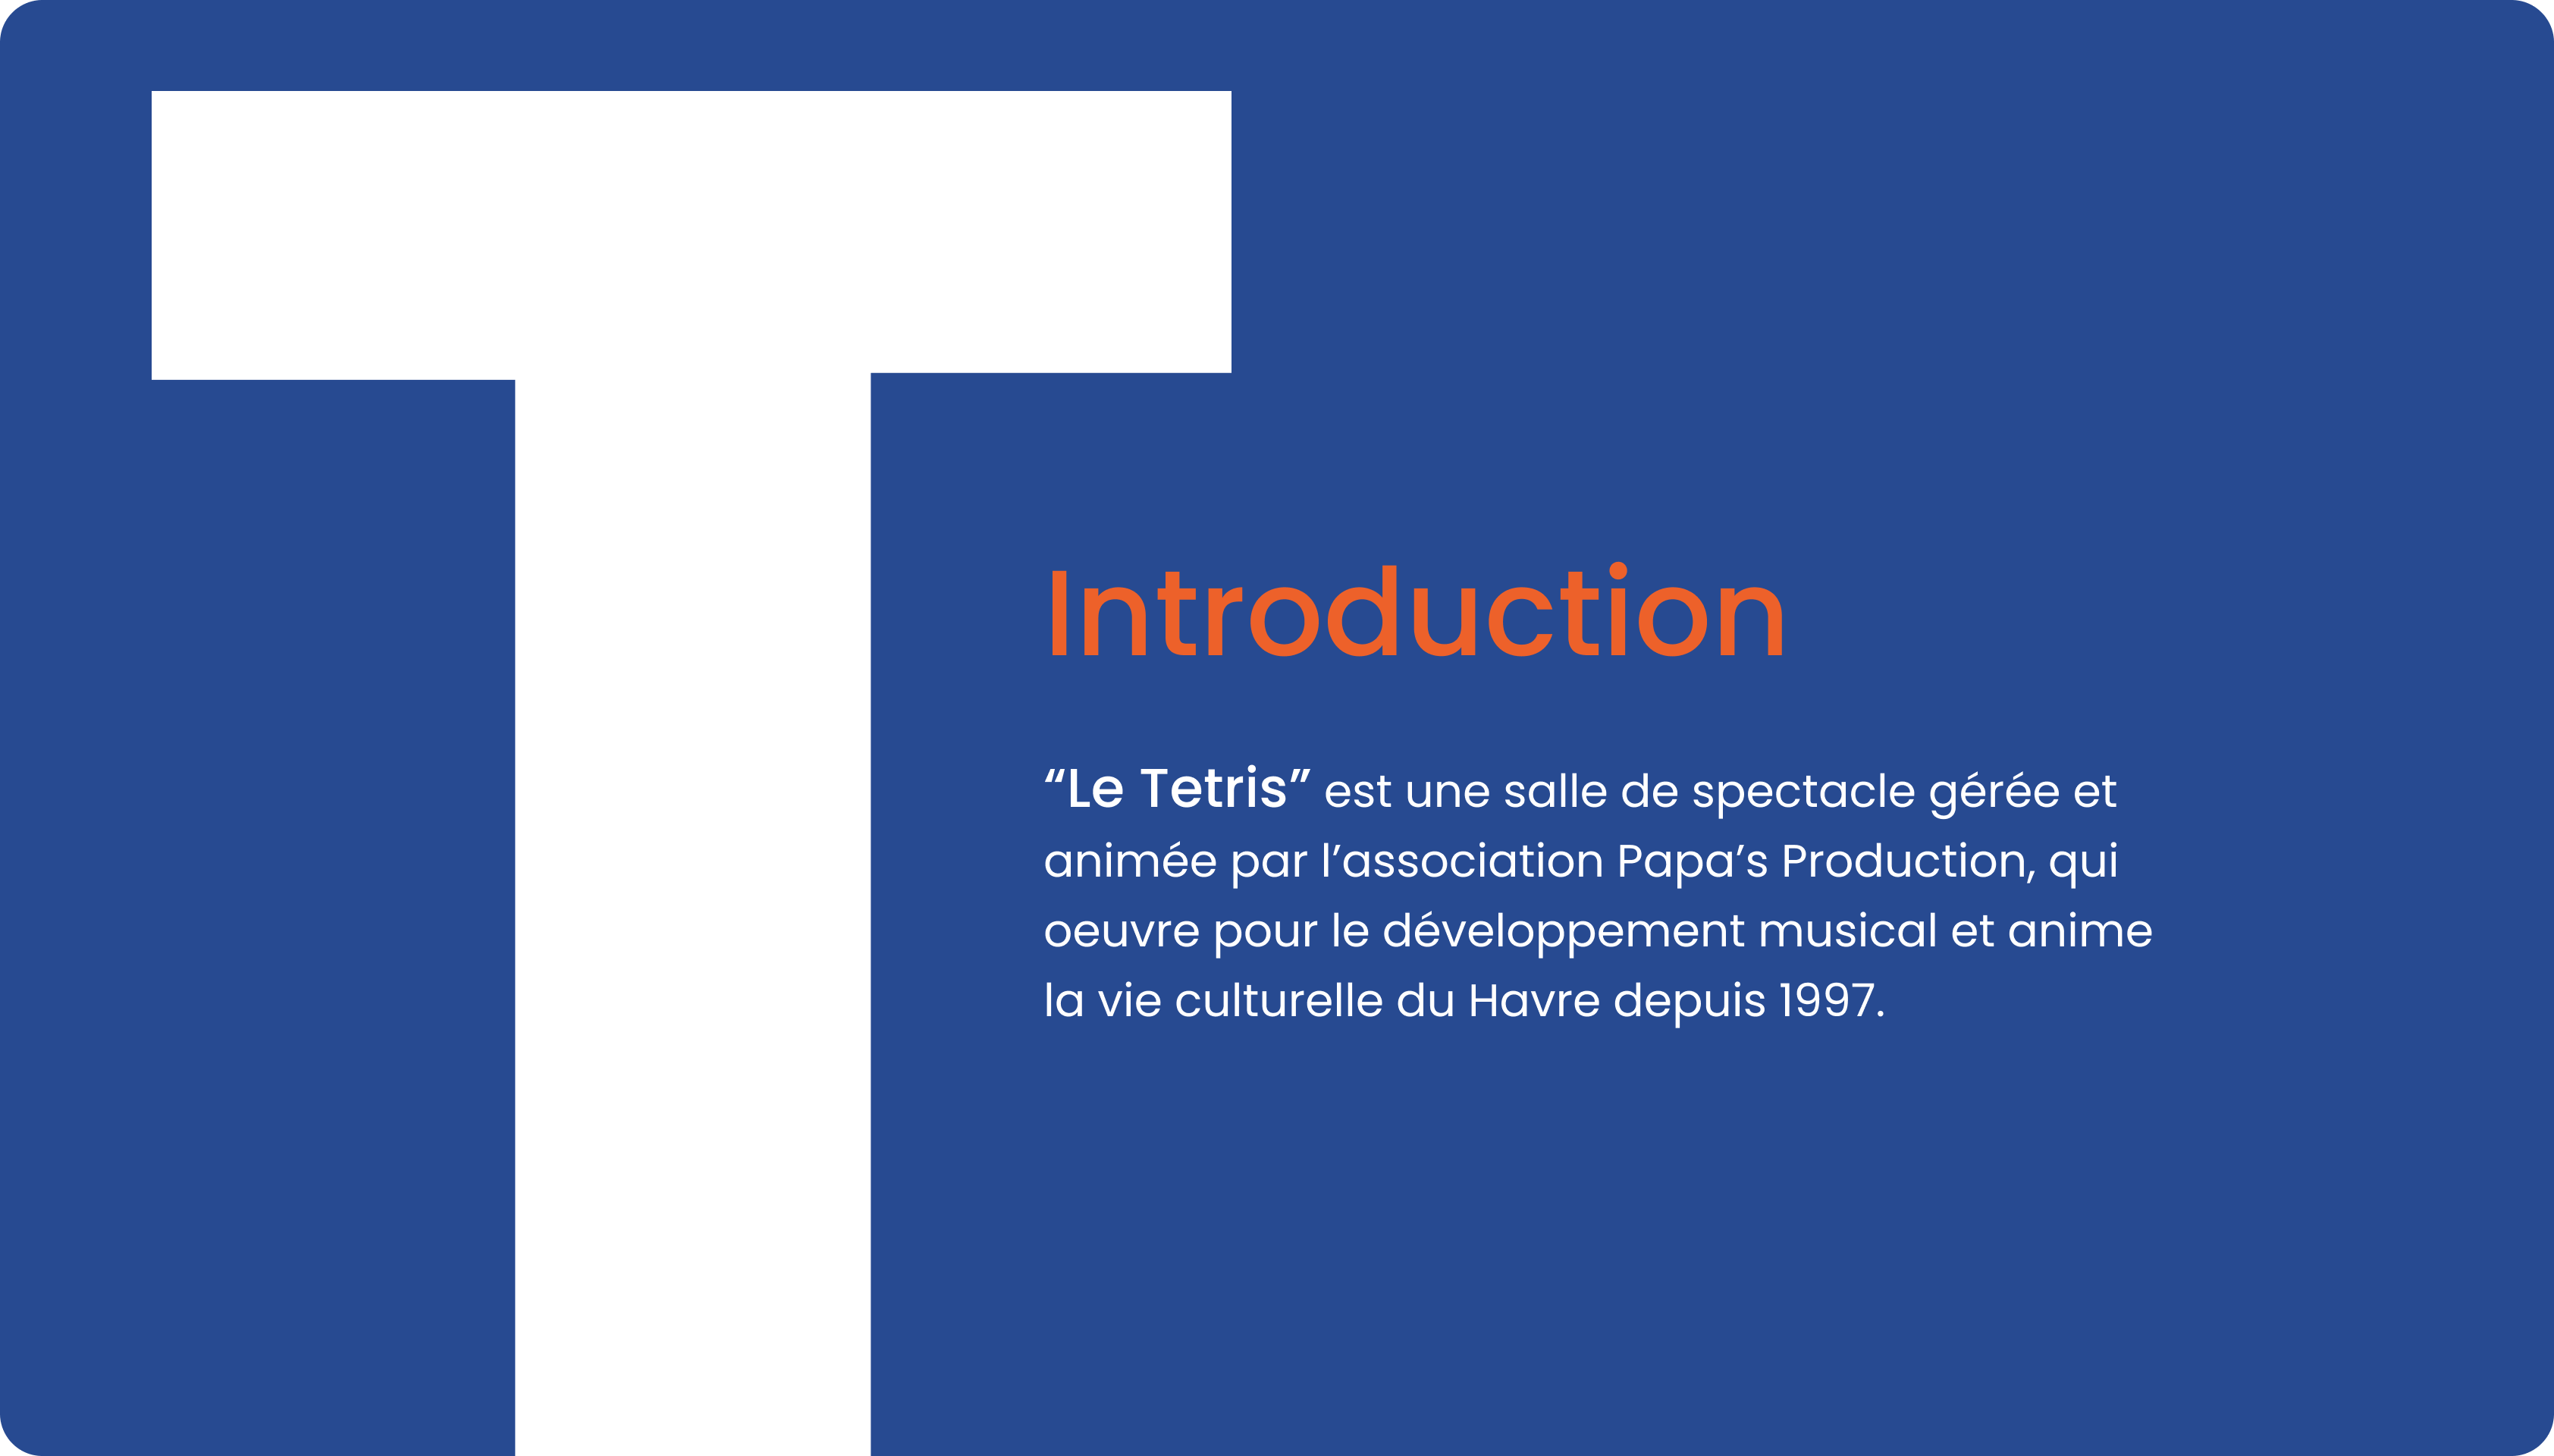 T
Introduction
“Le Tetris” est une salle de spectacle gérée et
animée par l’association Papa’s Production, qui
oeuvre pour le développement musical et anime
la vie culturelle du Havre depuis 1997.